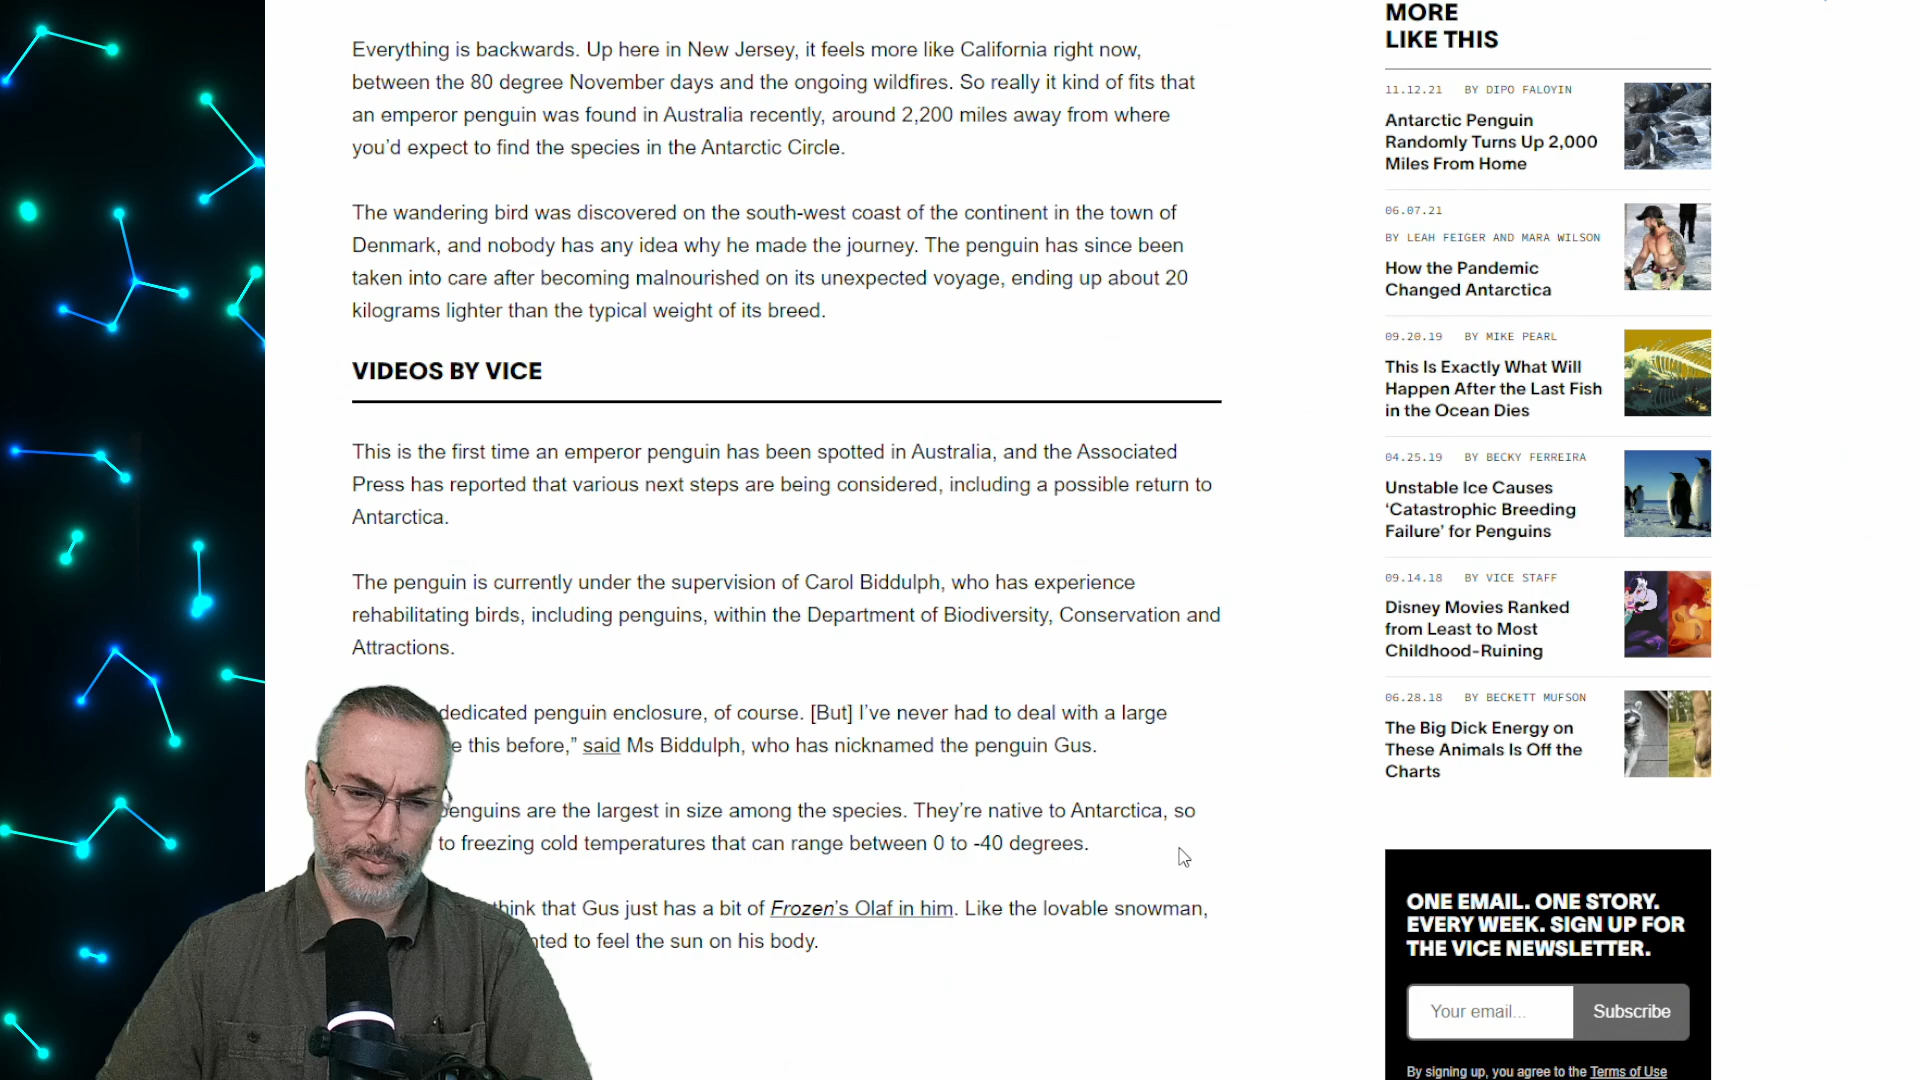 Everything is backwards. Up here in New Jersey, it feels more like California right now,
between the 80 degree November days and the ongoing wildfires. So really it kind of fits that
an emperor penguin was found in Australia recently, around 2,200 miles away from where
you’d expect to find the species in the Antarctic Circle.
The wandering bird was discovered on the south-west coast of the continent in the town of
Denmark, and nobody has any idea why he made the journey. The penguin has since been
taken into care after becoming malnourished on its unexpected voyage, ending up about 20
kilograms lighter than the typical weight of its breed.
VIDEOS BY VICE
This is the first time an emperor penguin has been spotted in Australia, and the Associated
Press has reported that various next steps are being considered, including a possible return to
Antarctica.
The penguin is currently under the supervision of Carol Biddulph, who has experience
rehabilitating birds, including penguins, within the Department of Biodiversity, Conservation and
Attractions.
dedicated penguin enclosure, of course. [But] I’ve never had to deal with a large
this before,” said Ms Biddulph, who has nicknamed the penguin Gus.
are the largest in size among the species. They’re native to Antarctica, so
to freezing cold temperatures that can range between 0 to -40 degrees.
that Gus just has a bit of Frozen’s Olaf in him. Like the lovable snowman,
to feel the sun on his body.
MORE
LIKE THIS
11.12.21 BY DIPO FALOYIN
Antarctic Penguin
Randomly Turns Up 2,000
Miles From Home
06.07.21
BY LEAH FEIGER AND MARA WILSON
How the Pandemic
Changed Antarctica
09.20.19 BY MIKE PEARL
This Is Exactly What Will
Happen After the Last Fish
in the Ocean Dies
04.25.19 BY BECKY FERREIRA
Unstable Ice Causes
‘Catastrophic Breeding
Failure’ for Penguins
09.14.18 BY VICE STAFF
Disney Movies Ranked
from Least to Most
Childhood-Ruining
06.28.18 BY BECKETT MUFSON
The Big Dick Energy on
These Animals Is Off the
Charts
ONE EMAIL. ONE STORY.
EVERY WEEK. SIGN UP FOR
THE VICE NEWSLETTER.
Your email... Subscribe
By signing up, you agree to the Terms of Use